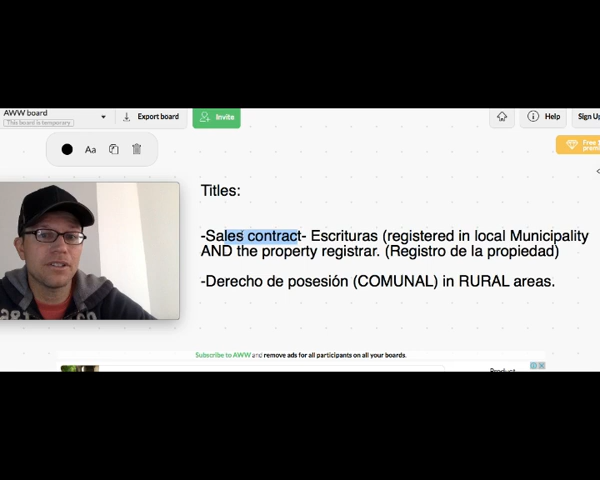 AWW board
This board is temporary
Export board
Invite
Help
Sign Up
Free 
premi
Aa
Titles:
-Sales contract- Escrituras (registered in local Municipality
AND the property registrar. (Registro de la propiedad)
-Derecho de posesión (COMUNAL) in RURAL areas.
Subscribe to AWW and remove ads for all participants on all your boards.